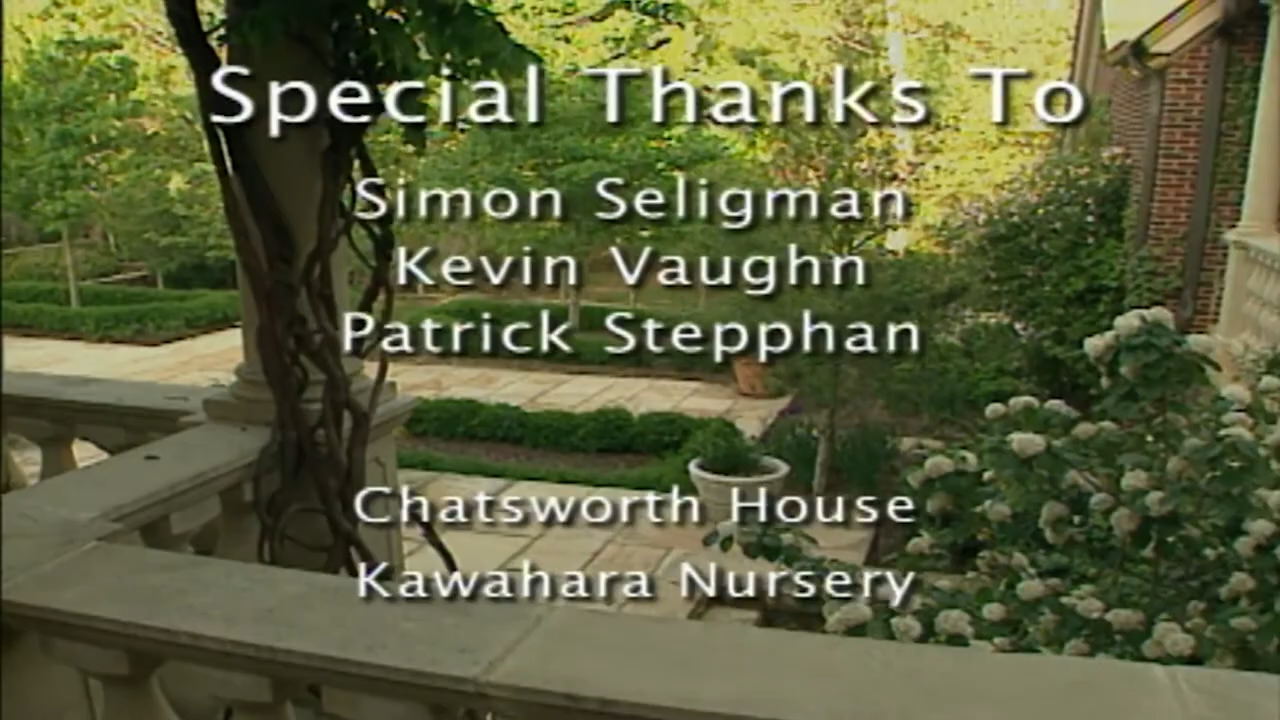 Special Thanks To
Simon Seligman
Kevin Vaughn
Patrick Stepphan
Chatsworth House
Kawahara Nursery